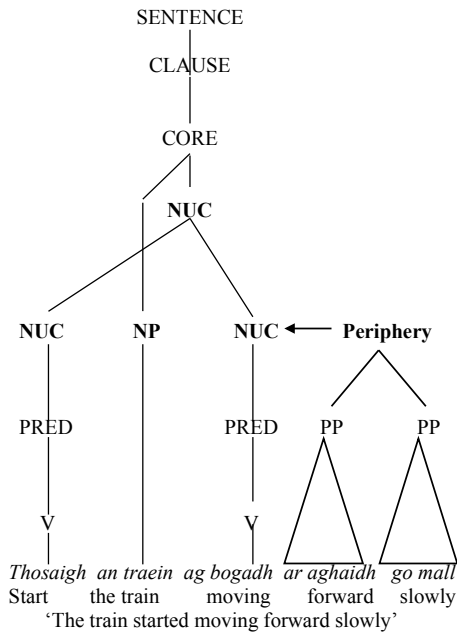 SENTENCE
CLAUSE
CORE
NUC
NUC NP NUC Periphery
PRED PRED PP PP
V V
Thosaigh an traein ag bogadh ar aghaidh go mall
Start the train moving forward slowly
‘The train started moving forward slowly’